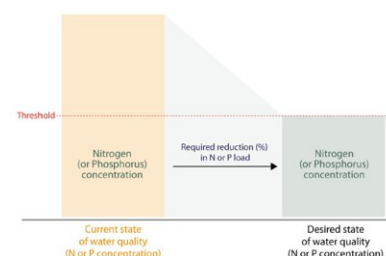 Threshold
Nitrogen
(or Phosphorus)
concentration
Required reduction (%)
in N or P load
Nitrogen
(or Phosphorus)
concentration
Current state
of water quality
(N or P concentration)
Desired state
of water quality
(N or P concentration)